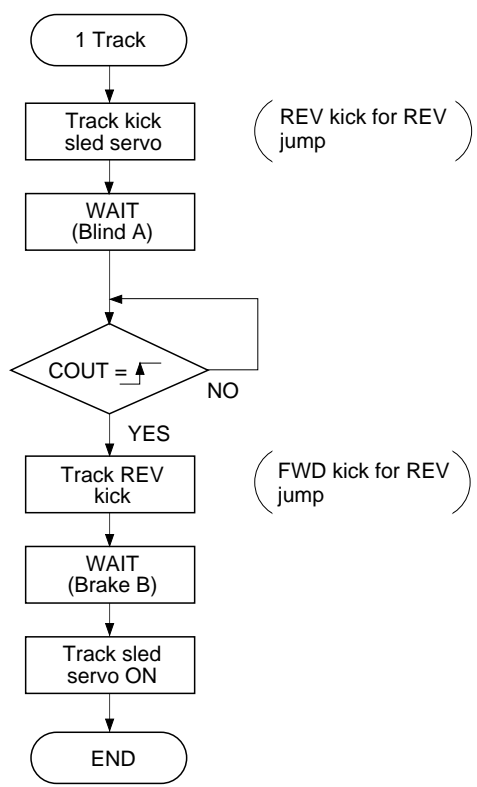 1 Track
Track kick
sled servo
REV kick for REV
jump
WAIT
(Blind A)
COUT =
NO
YES
Track REV
kick
FWD kick for REV
jump
WAIT
(Brake B)
Track sled
servo ON
END